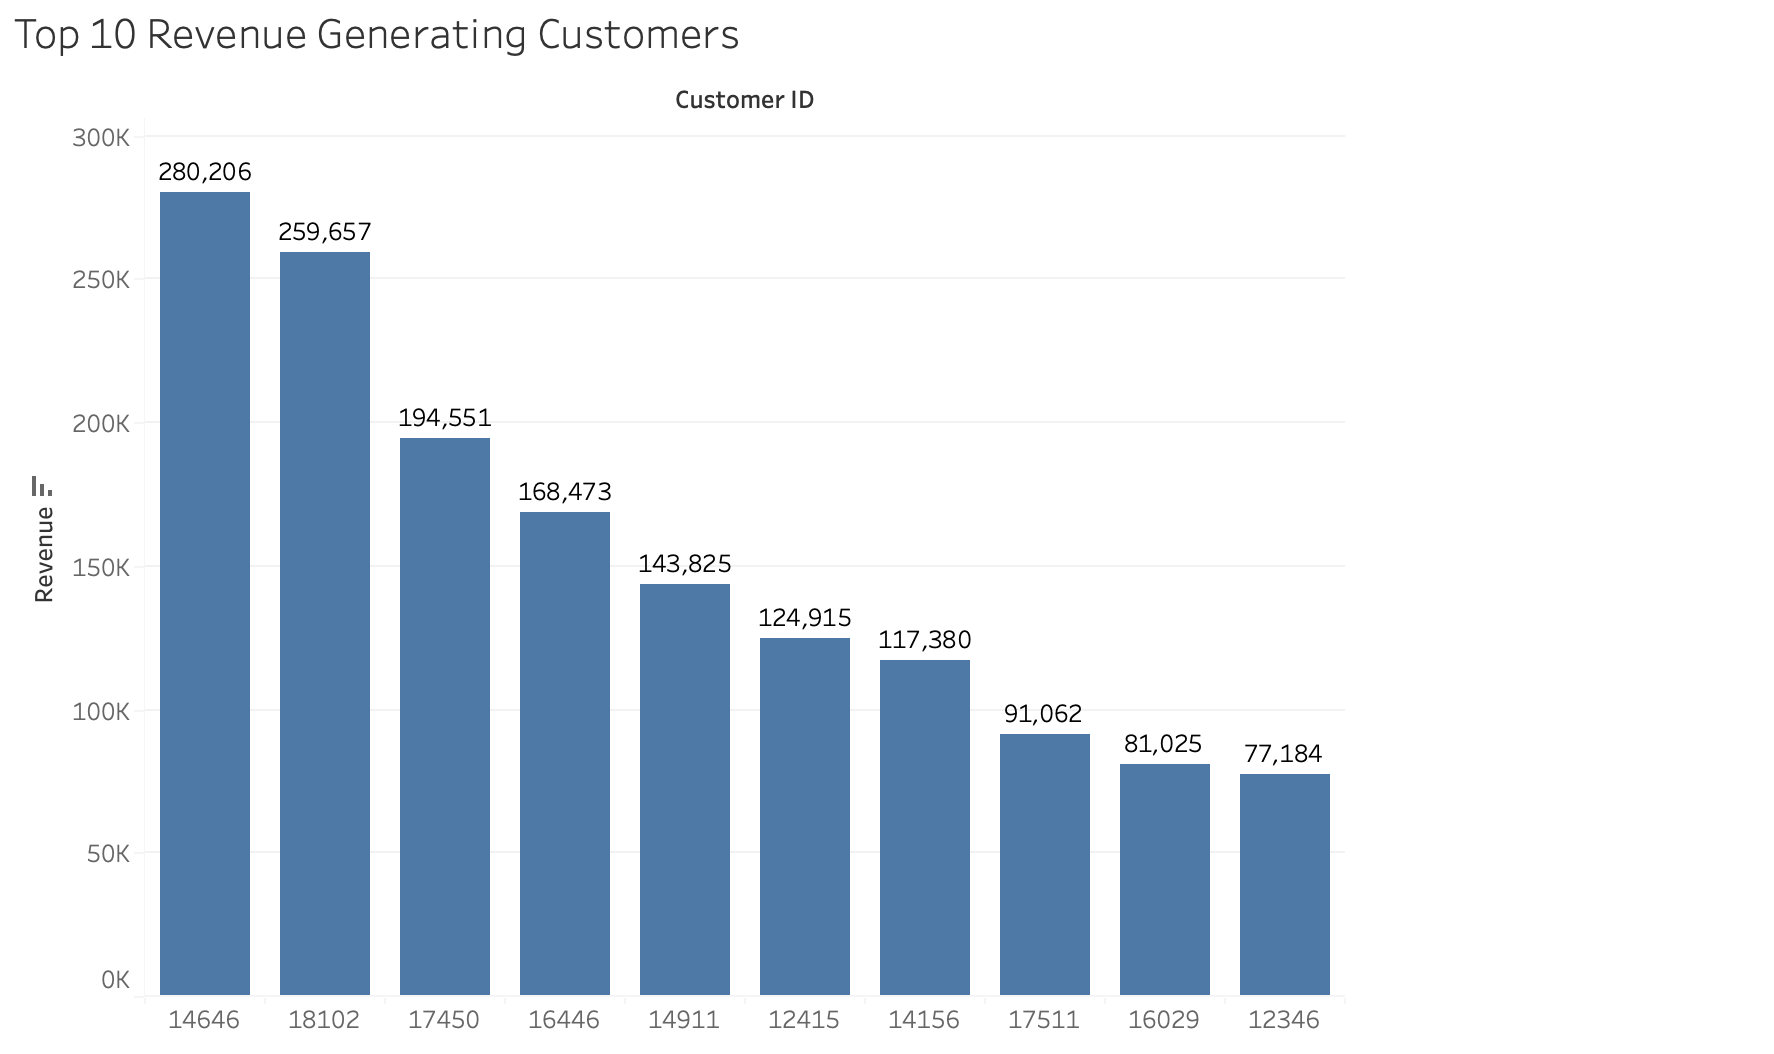 Top 10 Revenue Generating Customers
Customer ID
300K
250K
200K
150K
100K
50K
0K
Revenue
280,206
259,657
194,551
168,473
143,825
124,915
117,380
91,062
81,025
77,184
14646
18102
17450
16446
14911
12415
14156
17511
16029
12346